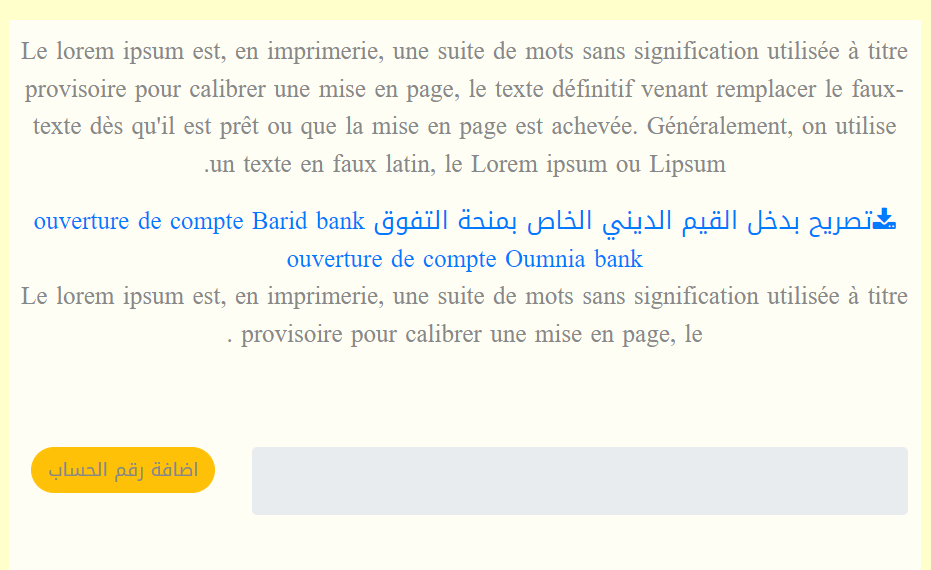 Le lorem ipsum est, en imprimerie, une suite de mots sans signification utilisée à titre
provisoire pour calibrer une mise en page, le texte définitif venant remplacer le faux-
texte dès qu'il est prêt ou que la mise en page est achevée. Généralement, on utilise
.un texte en faux latin, le Lorem ipsum ou Lipsum
تصريح بدخل القيم الديني الخاص بمنحة التفوق ouverture de compte Barid bank
ouverture de compte Oumnia bank
Le lorem ipsum est, en imprimerie, une suite de mots sans signification utilisée à titre
. provisoire pour calibrer une mise en page, le
اضافة رقم الحساب